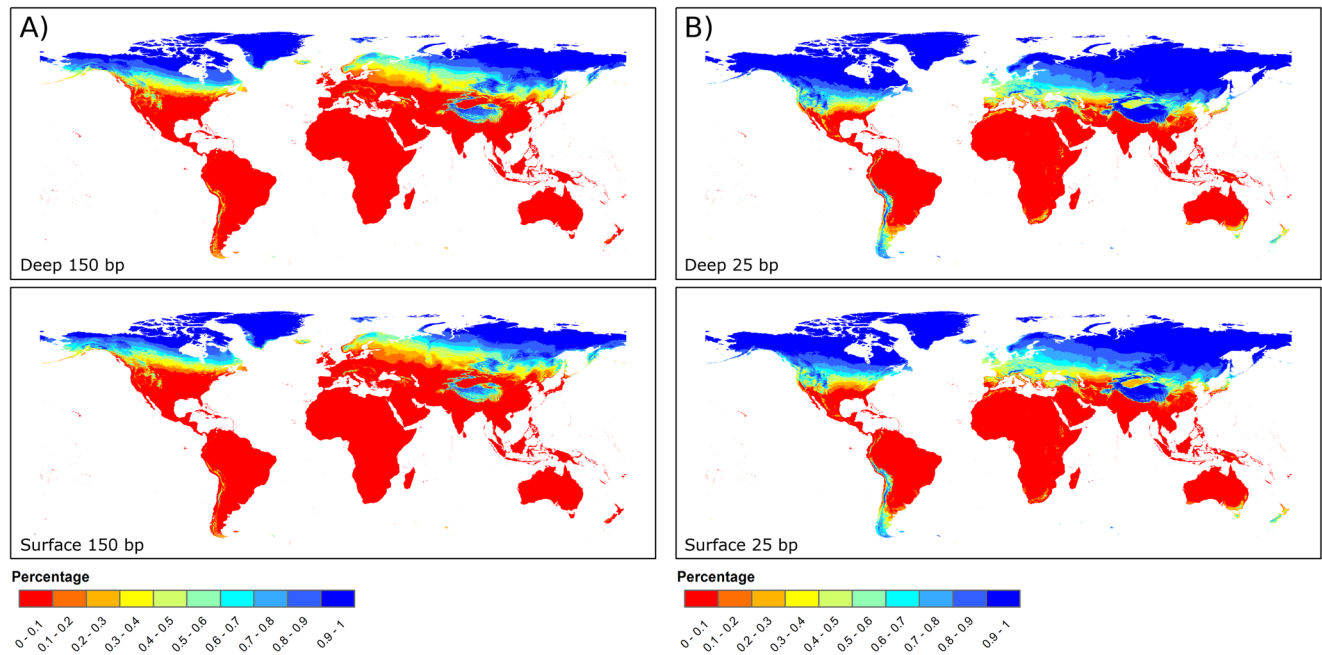 A)
Deep 150 bp
Surface 150 bp
Percentage
0 - 0.1
0.1 - 0.2
0.2 - 0.3
0.3 - 0.4
0.4 - 0.5
0.5 - 0.6
0.6 - 0.7
0.7 - 0.8
0.8 - 0.9
0.9 - 1
B)
Deep 25 bp
Surface 25 bp
Percentage
0 - 0.1
0.1 - 0.2
0.2 - 0.3
0.3 - 0.4
0.4 - 0.5
0.5 - 0.6
0.6 - 0.7
0.7 - 0.8
0.8 - 0.9
0.9 - 1